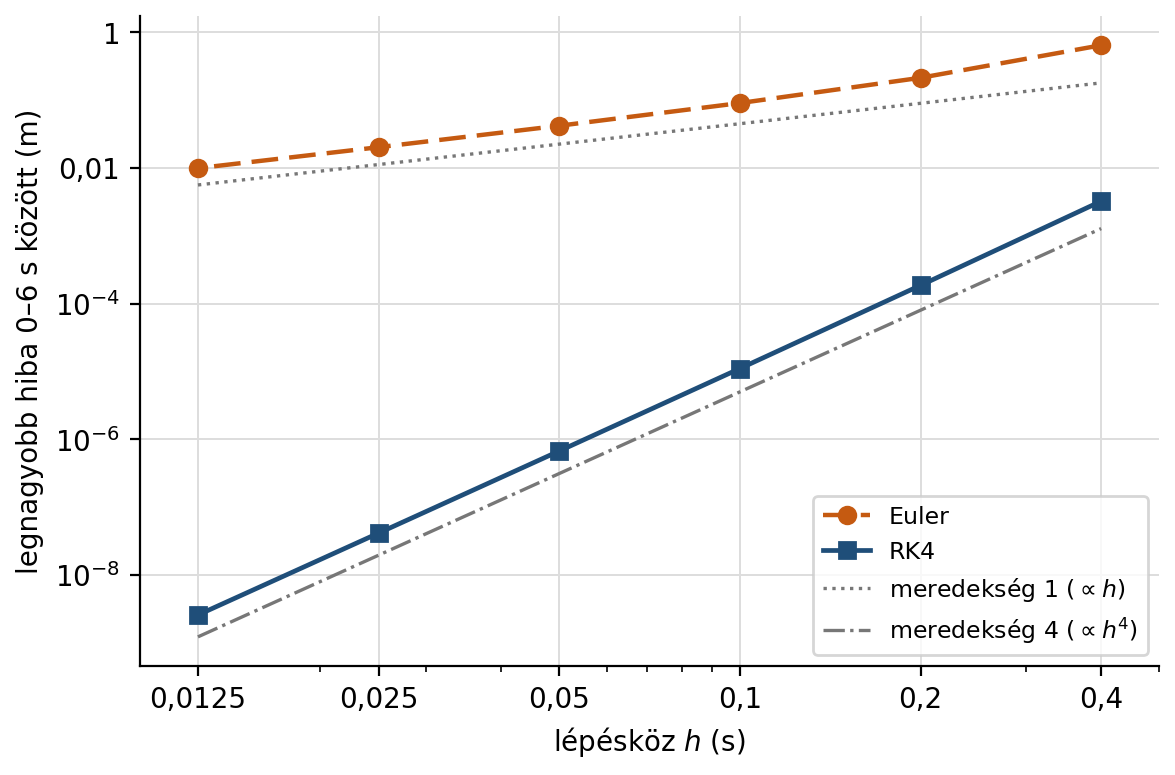 legnagyobb hiba 0–6 s között (m)
1
0,01
10⁻⁴
10⁻⁶
10⁻⁸
Euler
RK4
meredekség 1 (∝ h)
meredekség 4 (∝ h⁴)
0,0125
0,025
0,05
0,1
0,2
0,4
lépésköz h (s)